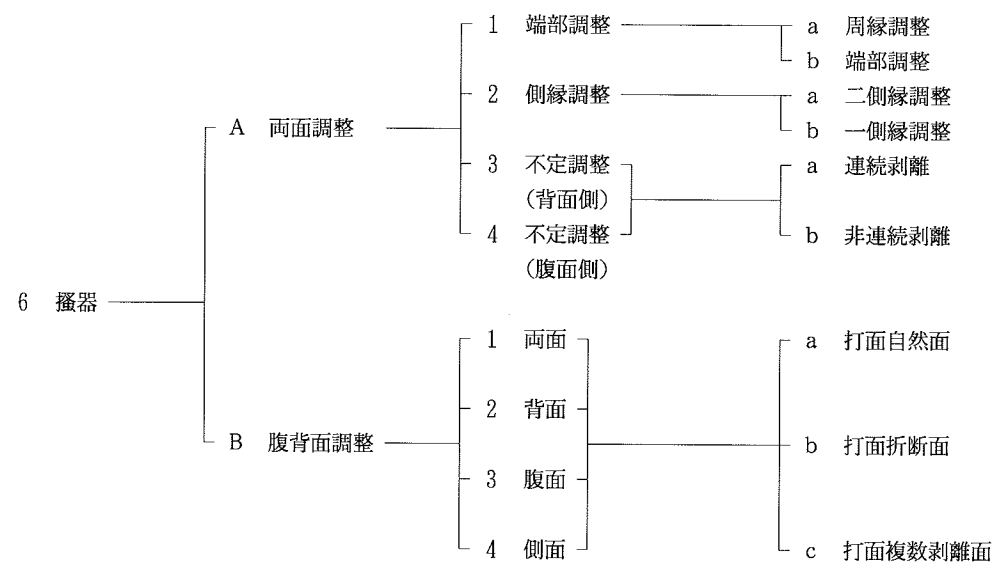 1 端部調整 a 周縁調整
b 端部調整
2 側縁調整 a 二側縁調整
A 両面調整 b 一側縁調整
3 不定調整 a 連続剥離
(背面側)
4 不定調整 b 非連続剥離
(腹面側)
6 搔器
1 両面 a 打面自然面
2 背面
B 腹背面調整 b 打面折断面
3 腹面
4 側面 c 打面複数剥離面